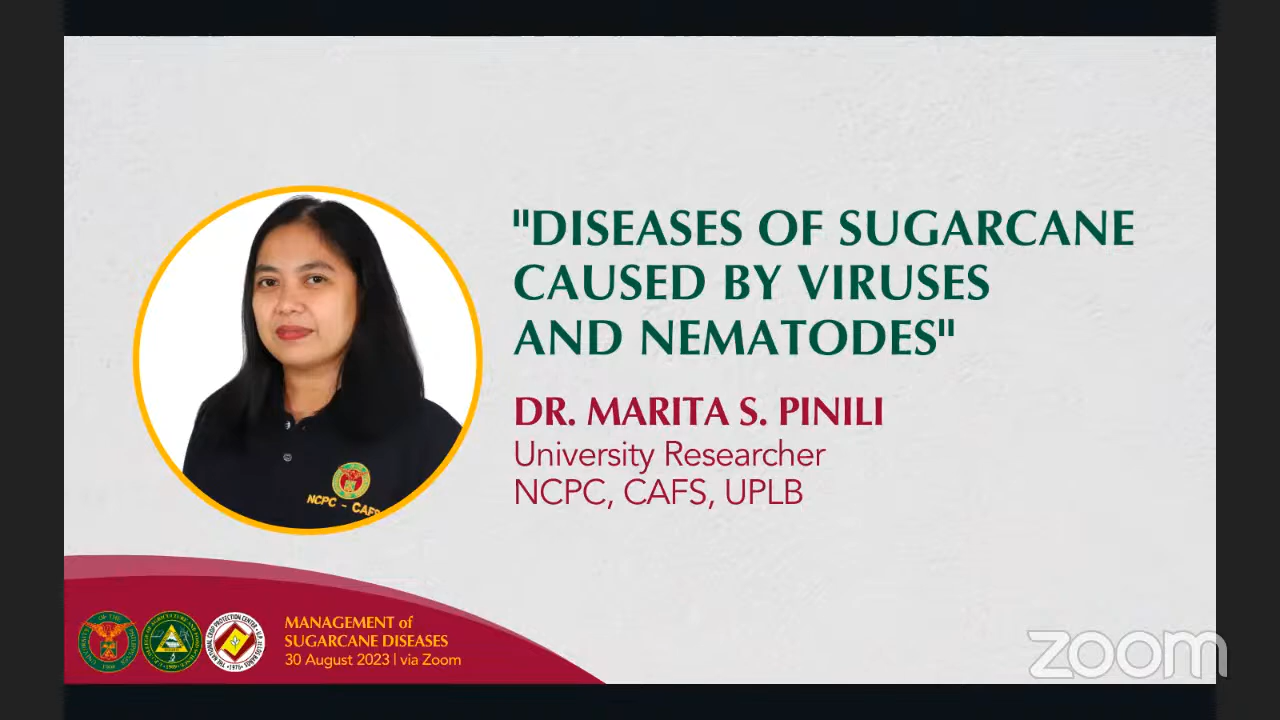 "DISEASES OF SUGARCANE
CAUSED BY VIRUSES
AND NEMATODES"
DR. MARITA S. PINILI
University Researcher
NCPC, CAFS, UPLB
NCPC - CAFS
MANAGEMENT of
SUGARCANE DISEASES
30 August 2023 | via Zoom
zoom